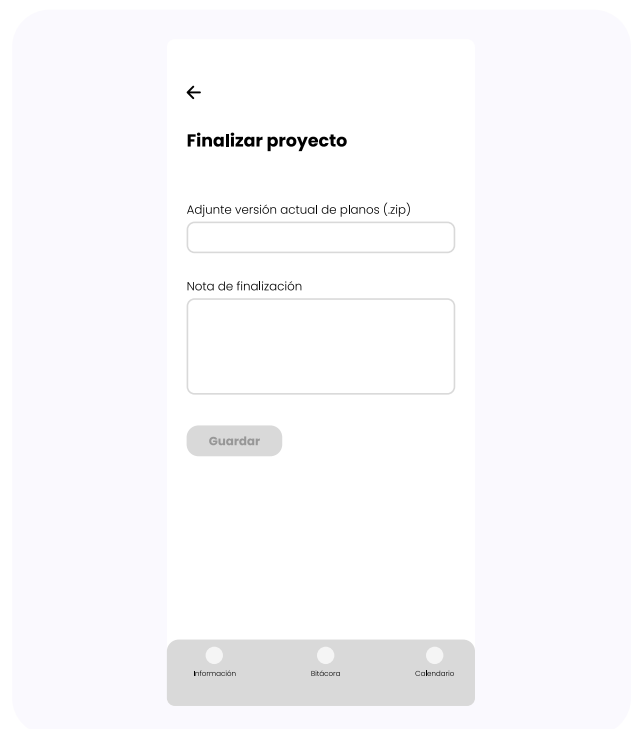 Finalizar proyecto
Adjunte versión actual de planos (.zip)
Nota de finalización
Guardar
Información
Bitácora
Calendario